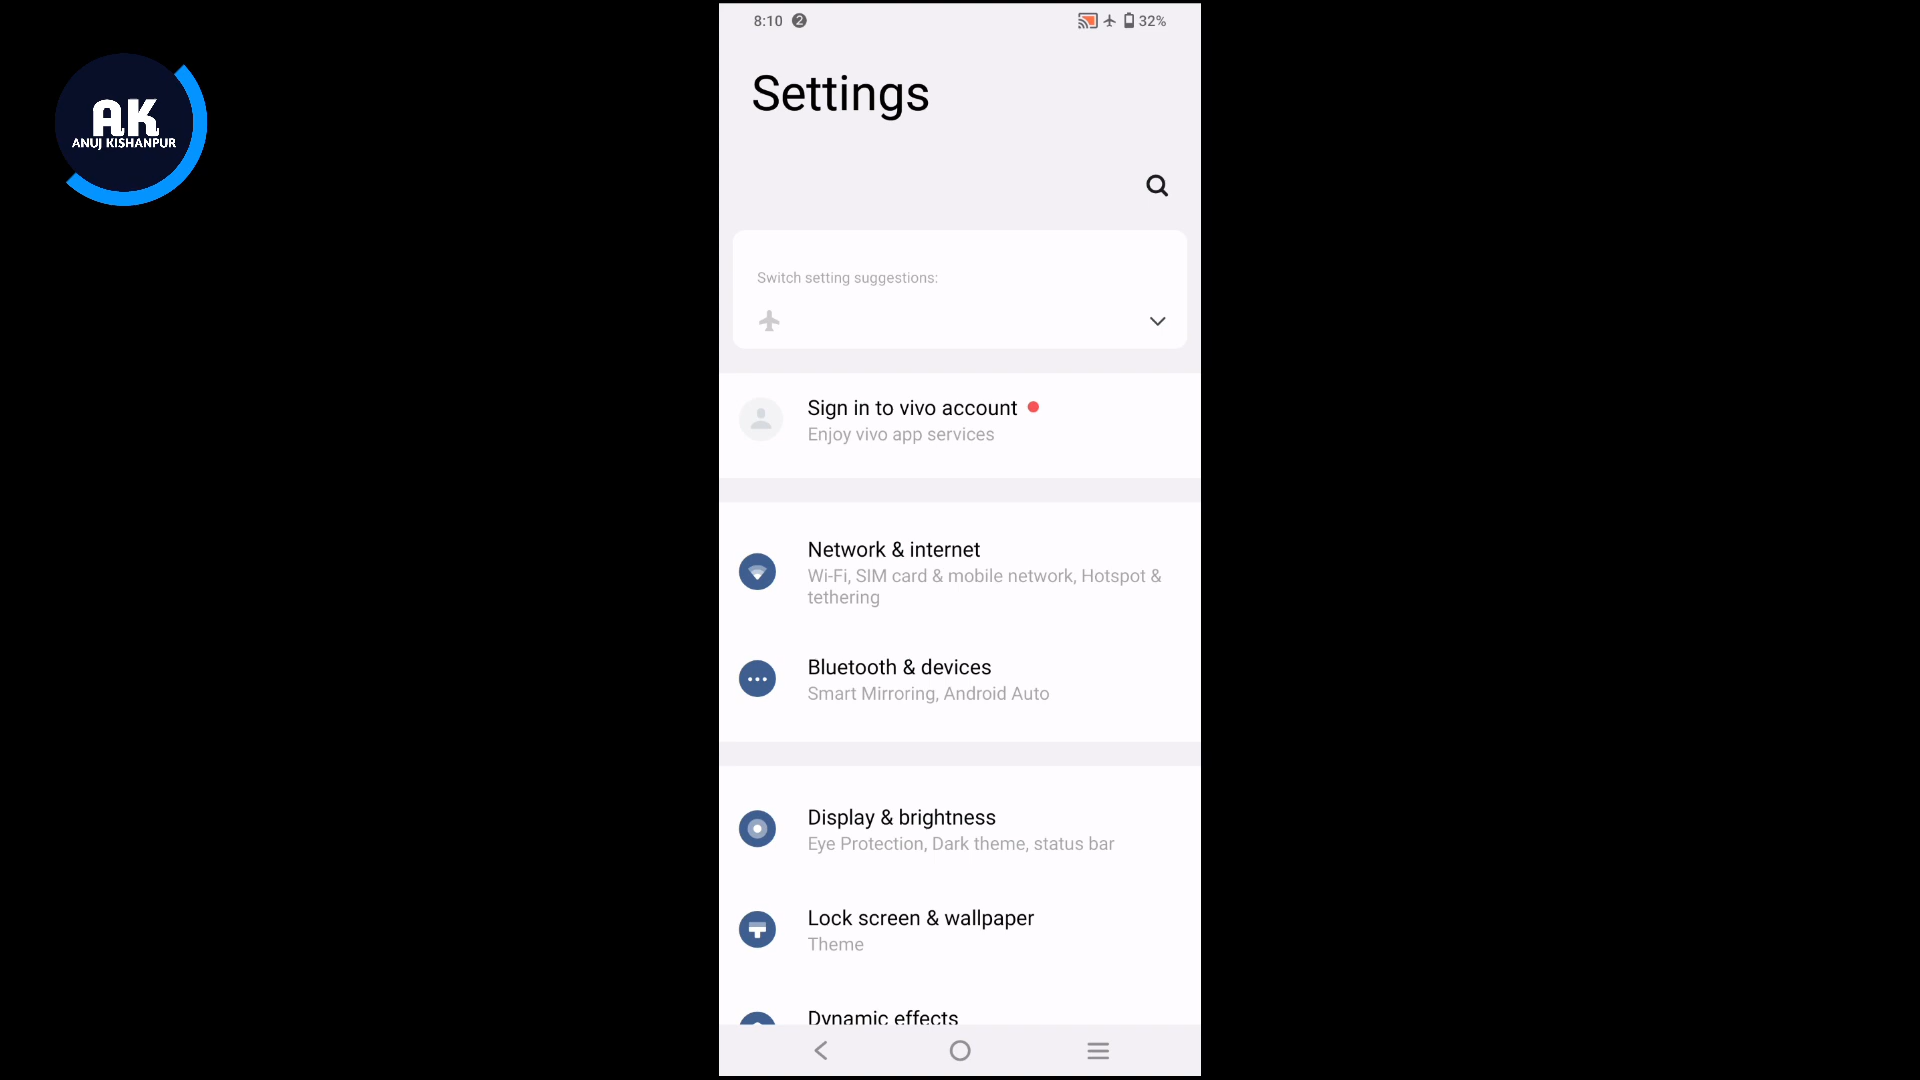 8:10 2 32%
AK
ANUJ KISHANPUR
Settings
Switch setting suggestions:
Sign in to vivo account
Enjoy vivo app services
Network & internet
Wi-Fi, SIM card & mobile network, Hotspot &
tethering
Bluetooth & devices
Smart Mirroring, Android Auto
Display & brightness
Eye Protection, Dark theme, status bar
Lock screen & wallpaper
Theme
Dynamic effects